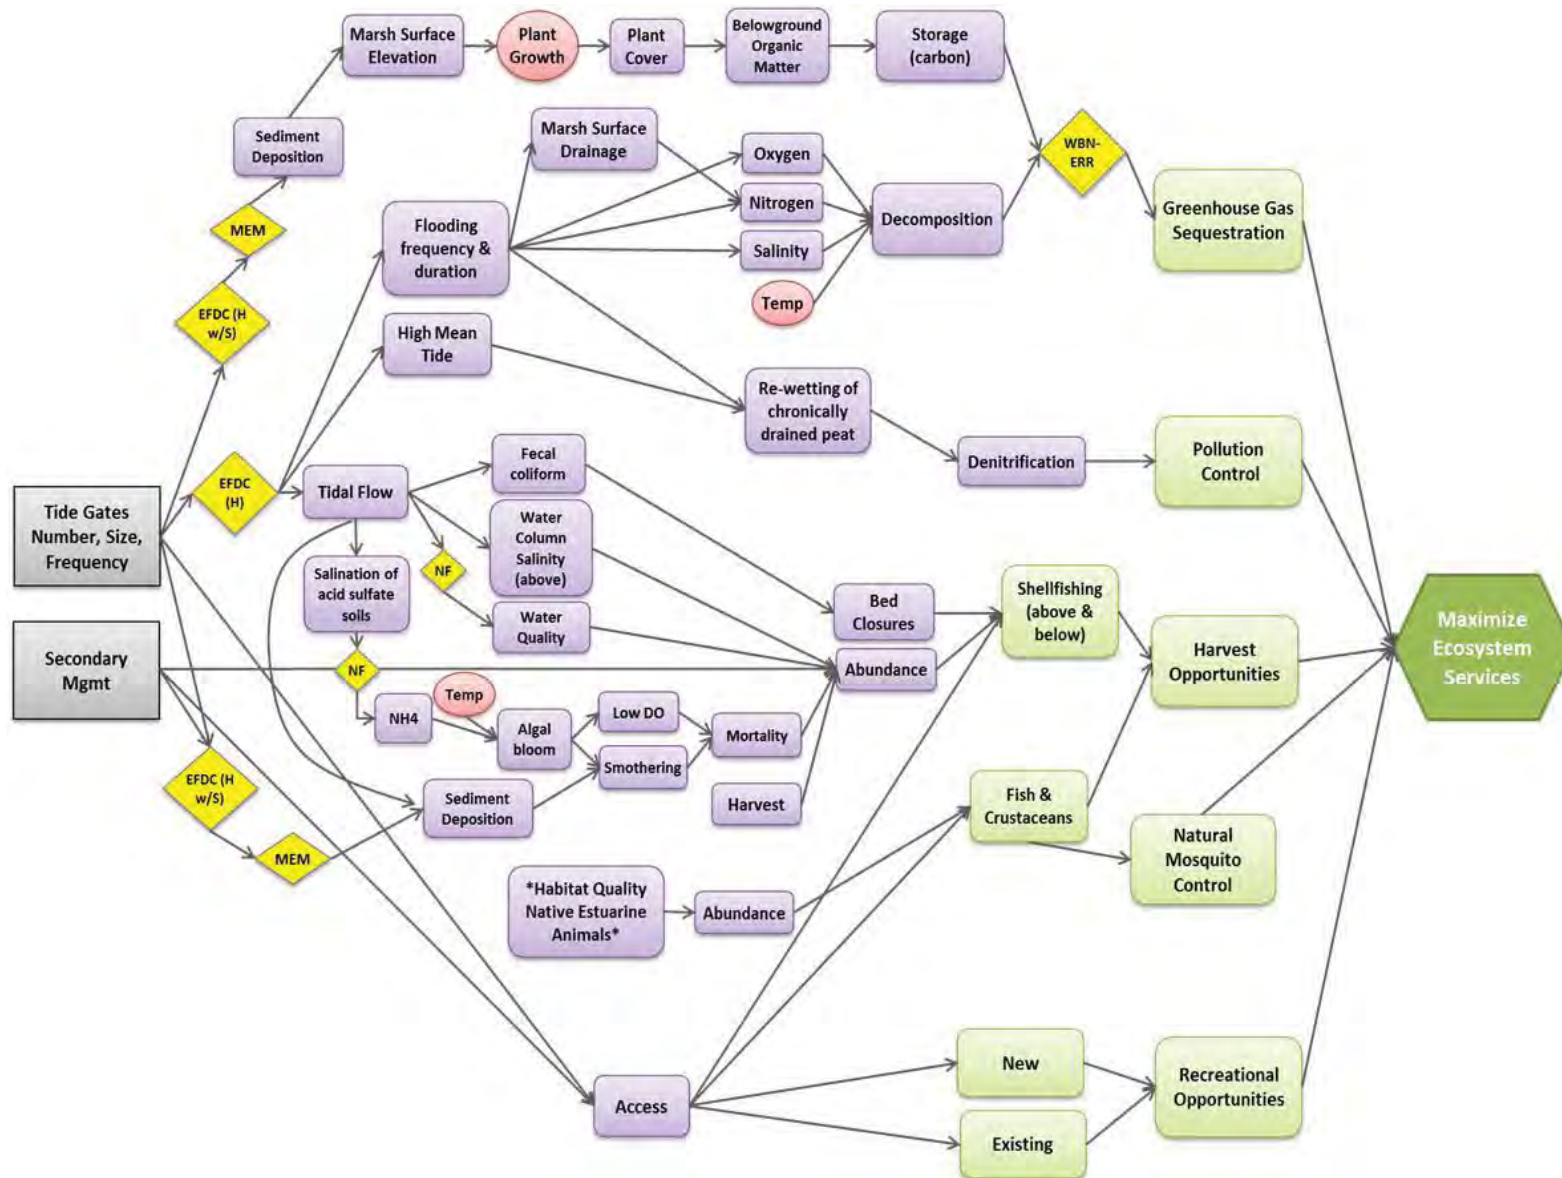 Marsh Surface
Elevation
Plant
Growth
Plant
Cover
Belowground
Organic
Matter
Storage
(carbon)
Sediment
Deposition
Marsh Surface
Drainage
Oxygen
Nitrogen
Salinity
Temp
Decomposition
WBN-
ERR
Greenhouse Gas
Sequestration
MEM
Flooding
frequency &
duration
EFDC (H
w/S)
High Mean
Tide
Re-wetting of
chronically
drained peat
Denitrification
Pollution
Control
EFDC
(H)
Tidal Flow
Fecal
coliform
Water
Column
Salinity
(above)
NF
Water
Quality
Tide Gates
Number, Size,
Frequency
Salination of
acid sulfate
soils
Bed
Closures
Shellfishing
(above &
below)
Secondary
Mgmt
NF
Abundance
Harvest
Opportunities
Maximize
Ecosystem
Services
NH4
Temp
Algal
bloom
Low DO
Smothering
Mortality
Harvest
EFDC (H
w/S)
Sediment
Deposition
MEM
Fish &
Crustaceans
Natural
Mosquito
Control
*Habitat Quality
Native Estuarine
Animals*
Abundance
Access
New
Existing
Recreational
Opportunities